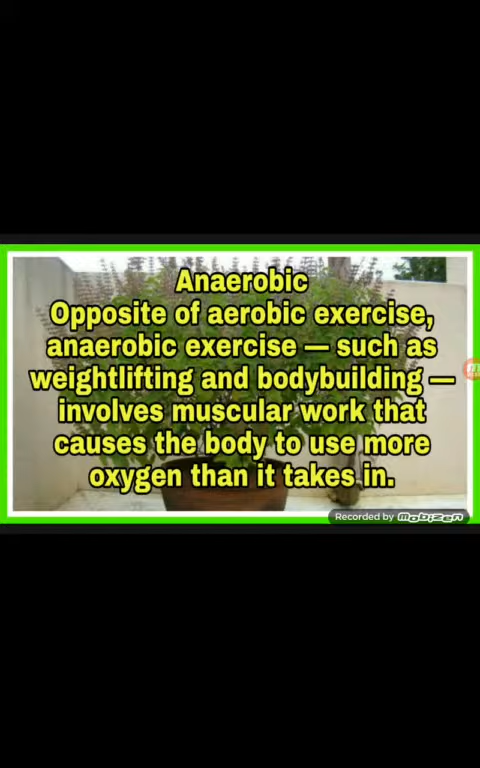 Anaerobic
Opposite of aerobic exercise,
anaerobic exercise — such as
weightlifting and bodybuilding —
involves muscular work that
causes the body to use more
oxygen than it takes in.
Recorded by Mobizen